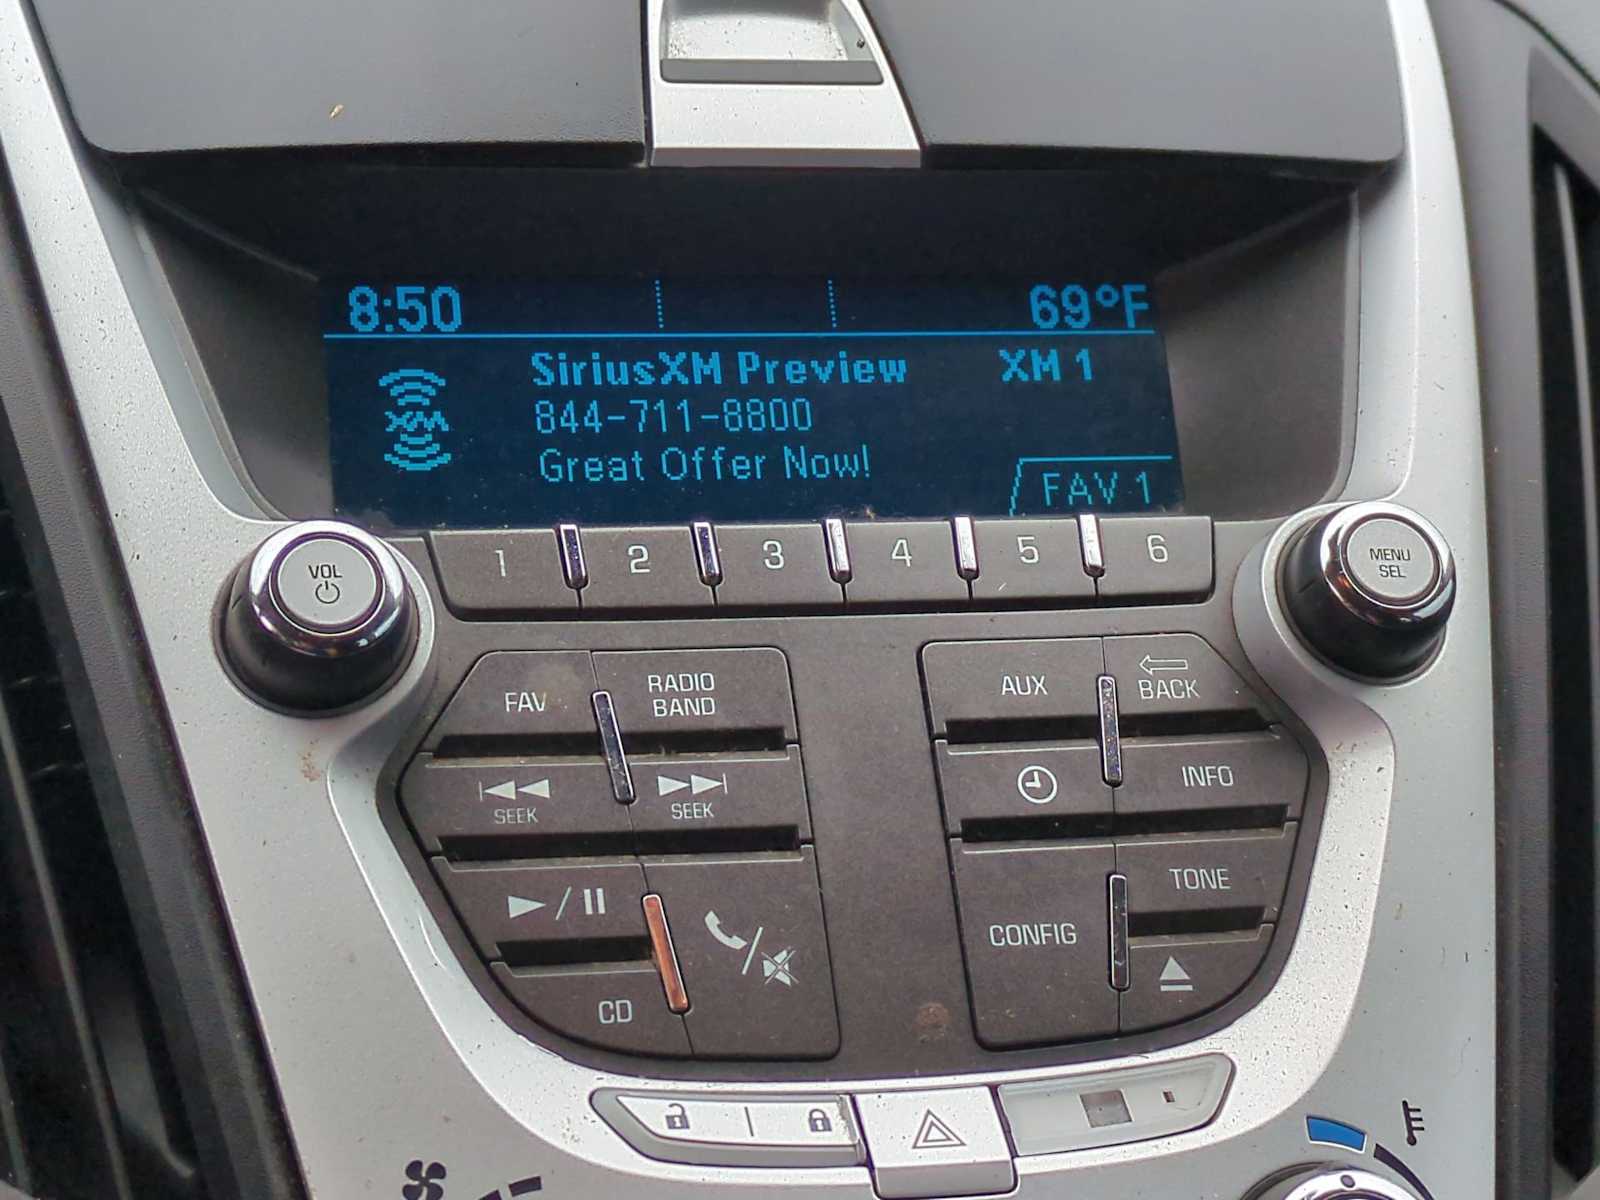 8:50 69°F
SiriusXM Preview XM 1
XM
844-711-8800
Great Offer Now!
FAV 1
1 2 3 4 5 6
VOL
MENU
SEL
FAV
RADIO
BAND
AUX
BACK
SEEK
SEEK
INFO
CONFIG
TONE
CD